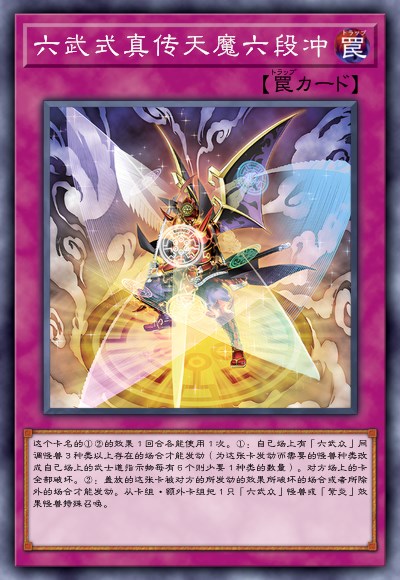 六武式真传天魔六段冲 罠
トラップ
【罠カード】
トラップ
这个卡名的①②的效果1回合各能使用1次。①：自己场上有「六武众」同
调怪兽3种类以上存在的场合才能发动（为这张卡发动而需要的怪兽种类改
成自己场上的武士道指示物每有6个则少要1种类的数量）。对方场上的卡
全部破坏。②：盖放的这张卡被对方的所发动的效果所破坏的场合或者所除
外的场合才能发动。从卡组·额外卡组把1只「六武众」怪兽或「紫炎」效
果怪兽特殊召唤。